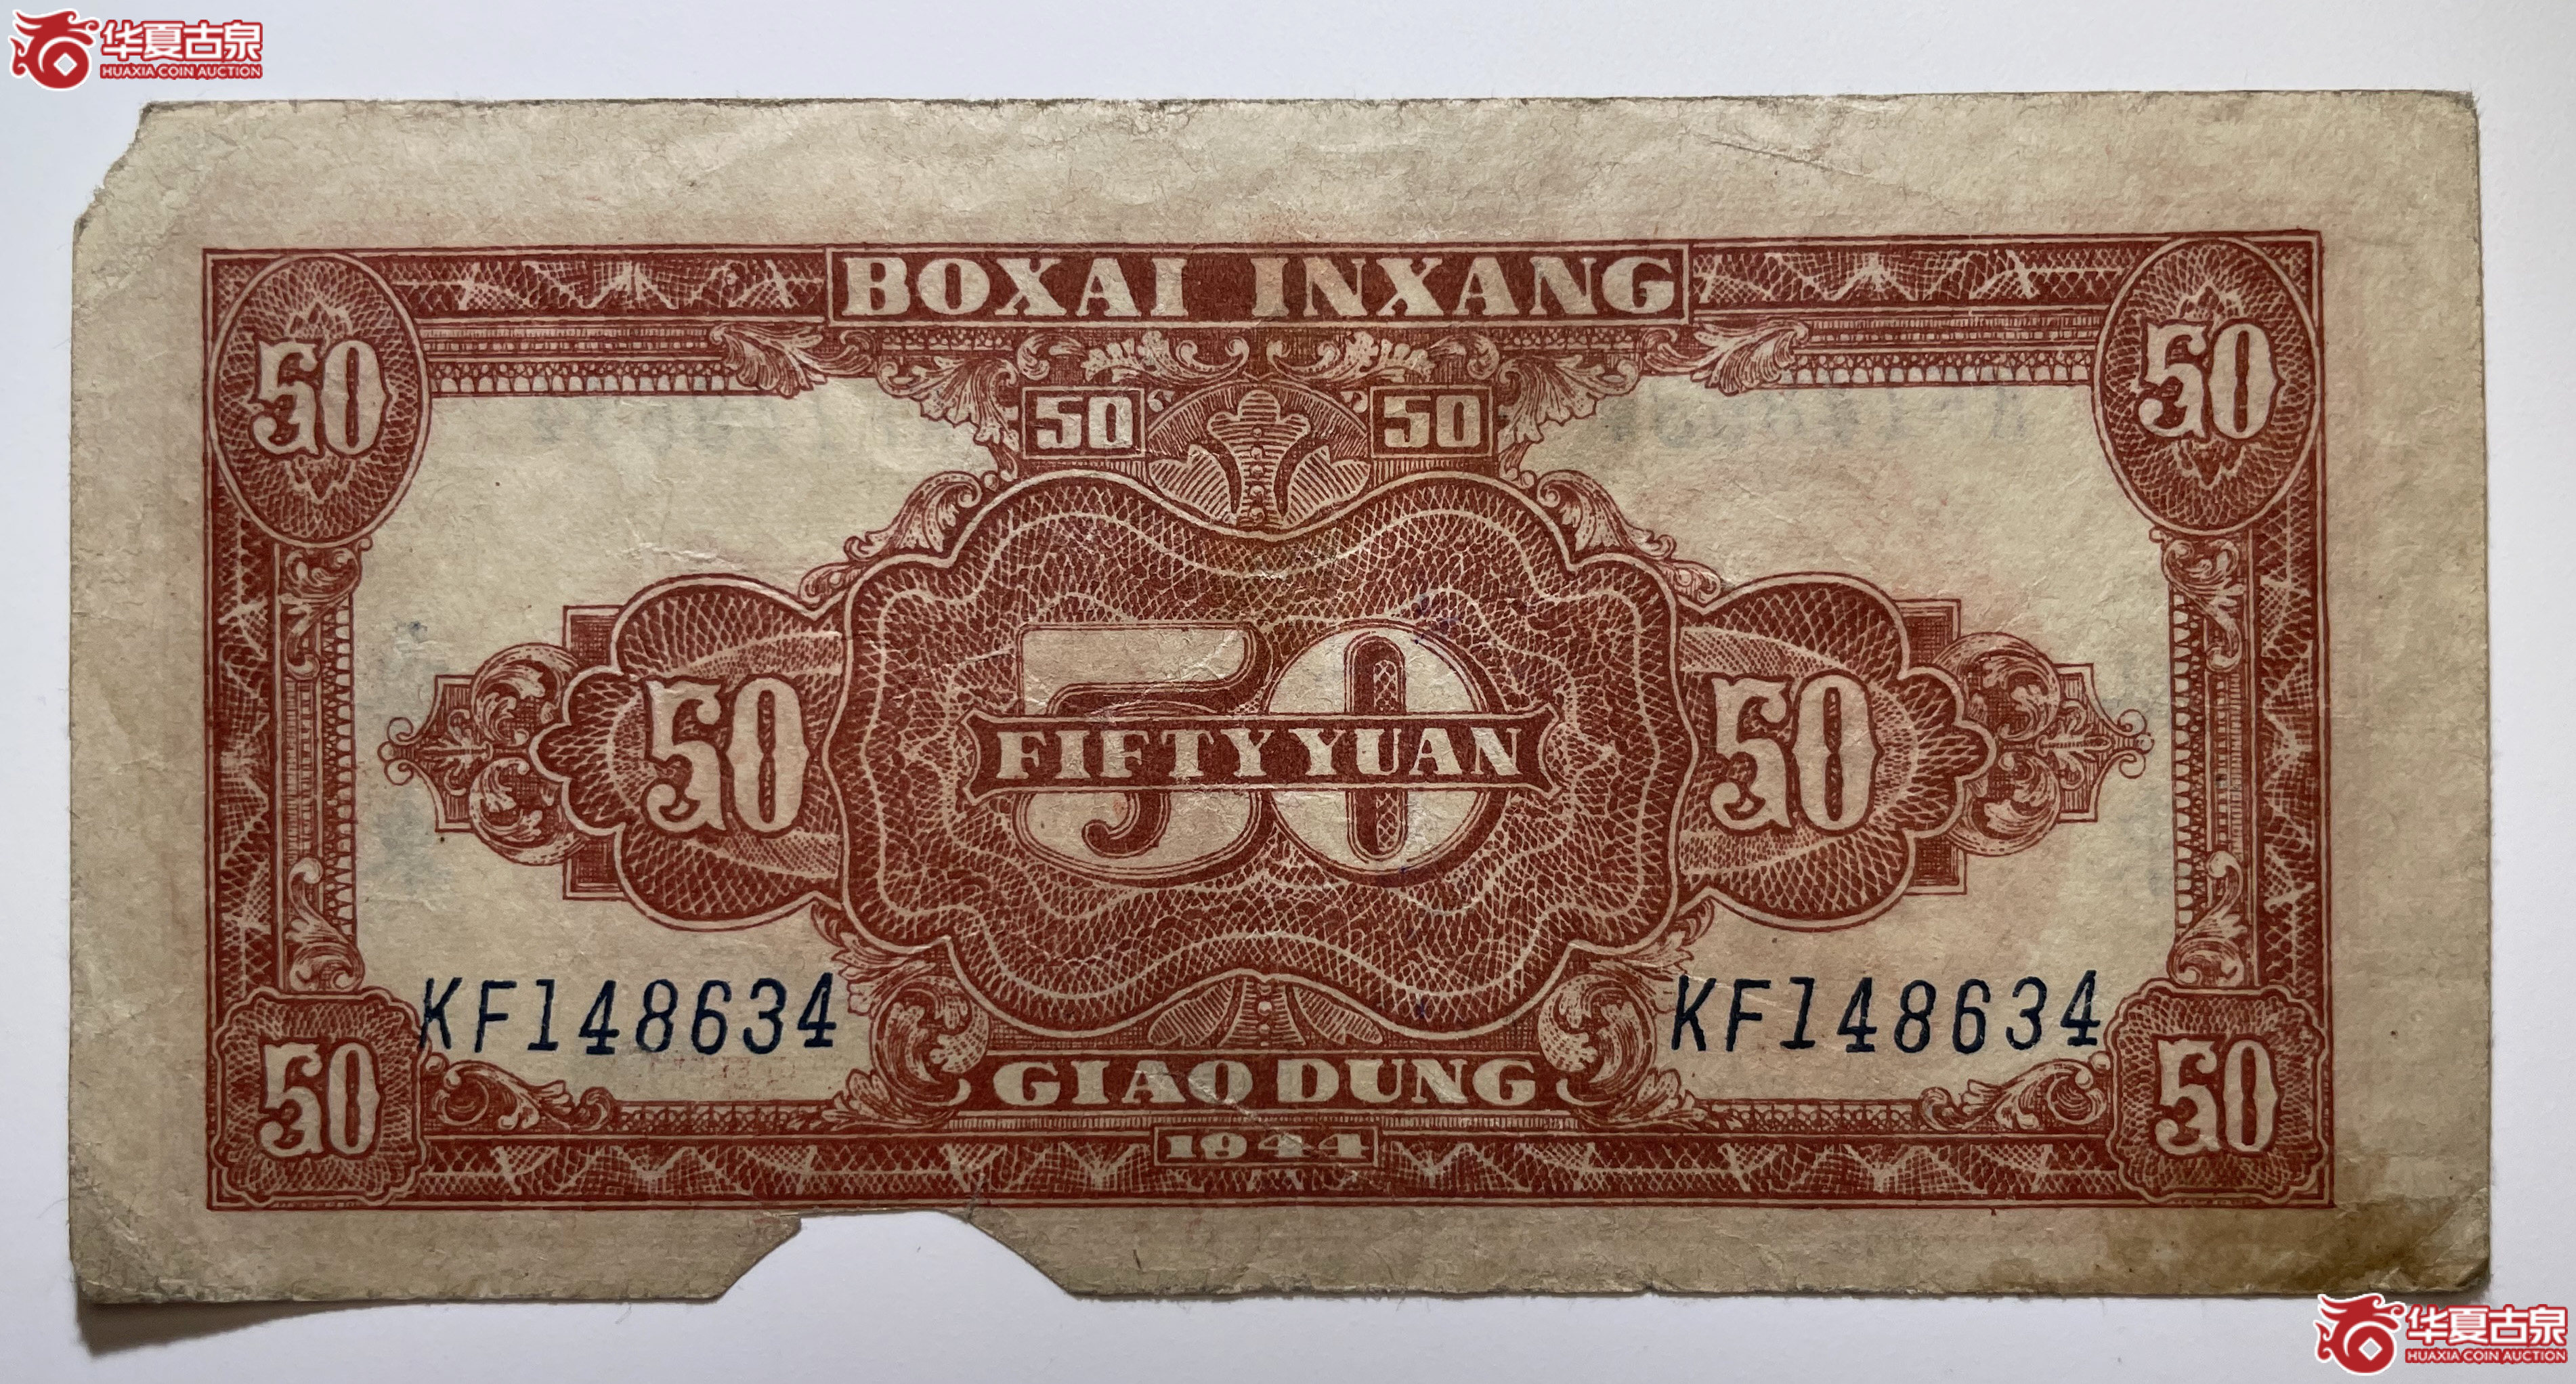 华夏古泉
HUAXIA COIN AUCTION
BOXAI INXANG
50 50
50 50
50 50 50
FIFTY YUAN
KF148634 KF148634
50 GIAO DUNG 50
1944
华夏古泉
HUAXIA COIN AUCTION